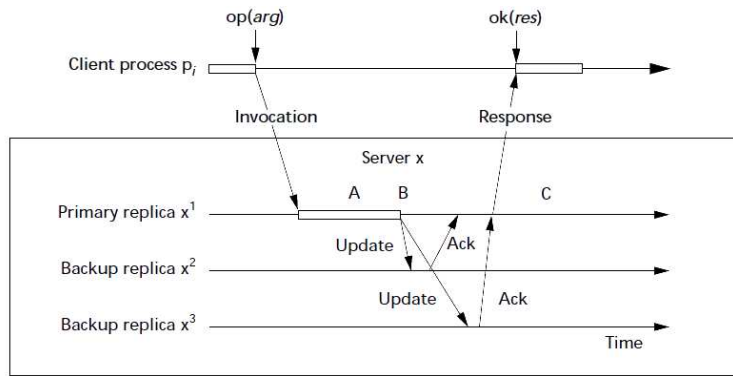 op(arg) ok(res)
Client process pi
Invocation Response
Server x
A B C
Primary replica x1
Update Ack
Backup replica x2
Update Ack
Backup replica x3
Time